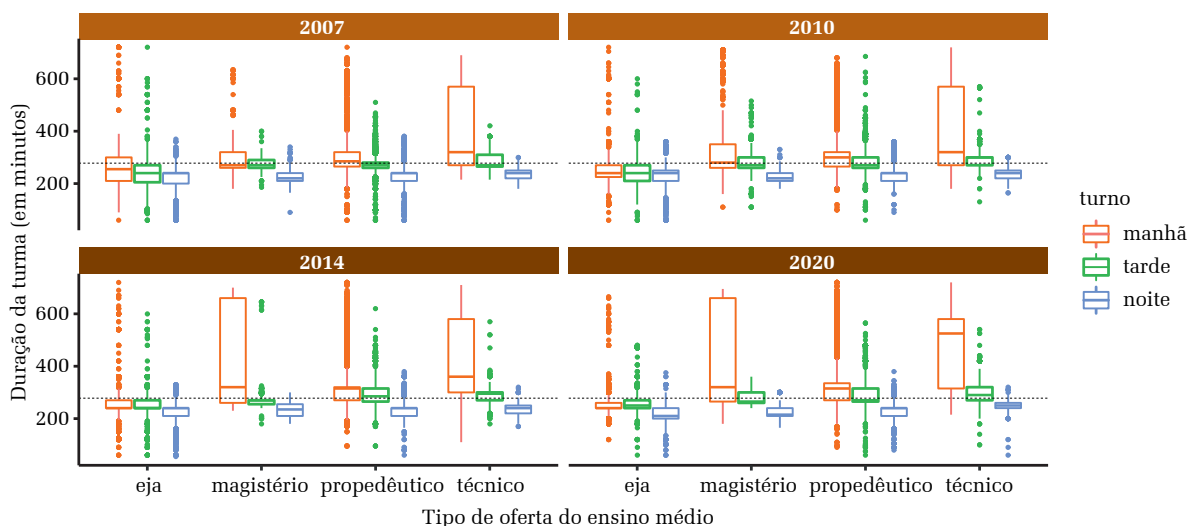 2007
2010
600
400
200
2014
2020
600
400
200
Duração da turma (em minutos)
eja magistério propedêutico técnico
eja magistério propedêutico técnico
Tipo de oferta do ensino médio
turno
manhã
tarde
noite